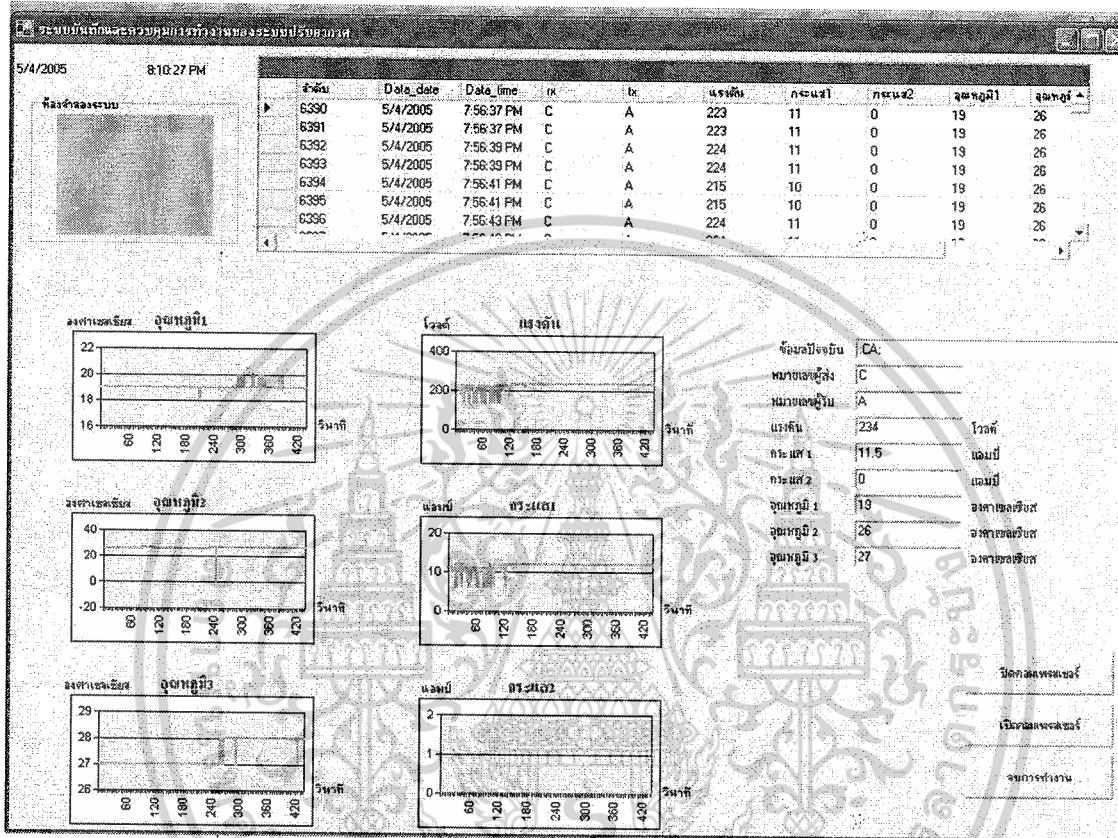 ระบบบันทึกและควบคุมการทำงานของระบบปรับอากาศ
5/4/2005 8:10:27 PM
ห้องจำลองระบบ
ลำดับ Data_date Data_time rx tx แรงดัน กระแส1 กระแส2 อุณหภูมิ1
6390 5/4/2005 7:56:37 PM C A 223 11 0 19 26
6391 5/4/2005 7:56:37 PM C A 223 11 0 19 26
6392 5/4/2005 7:56:39 PM C A 224 11 0 19 26
6393 5/4/2005 7:56:39 PM C A 224 11 0 19 26
6394 5/4/2005 7:56:41 PM C A 215 10 0 19 26
6395 5/4/2005 7:56:41 PM C A 215 10 0 19 26
6396 5/4/2005 7:56:43 PM C A 224 11 0 19 26
องศาเซลเซียส อุณหภูมิ1
22
20
18
16
60 120 180 240 300 360 420 วินาที
โวลต์ แรงดัน
400
200
0
60 120 180 240 300 360 420 วินาที
องศาเซลเซียส อุณหภูมิ2
40
20
0
-20
60 120 180 240 300 360 420 วินาที
แอมป์ กระแส1
20
10
0
60 120 180 240 300 360 420 วินาที
องศาเซลเซียส อุณหภูมิ3
29
28
27
26
60 120 180 240 300 360 420 วินาที
แอมป์ กระแส2
2
1
0
60 120 180 240 300 360 420 วินาที
ข้อมูลปัจจุบัน :CA;
หมายเลขผู้ส่ง C
หมายเลขผู้รับ A
แรงดัน 234 โวลต์
กระแส 1 11.5 แอมป์
กระแส 2 0 แอมป์
อุณหภูมิ 1 19 องศาเซลเซียส
อุณหภูมิ 2 26 องศาเซลเซียส
อุณหภูมิ 3 27 องศาเซลเซียส
ปิดคอมเพรสเซอร์
เปิดคอมเพรสเซอร์
จบการทำงาน